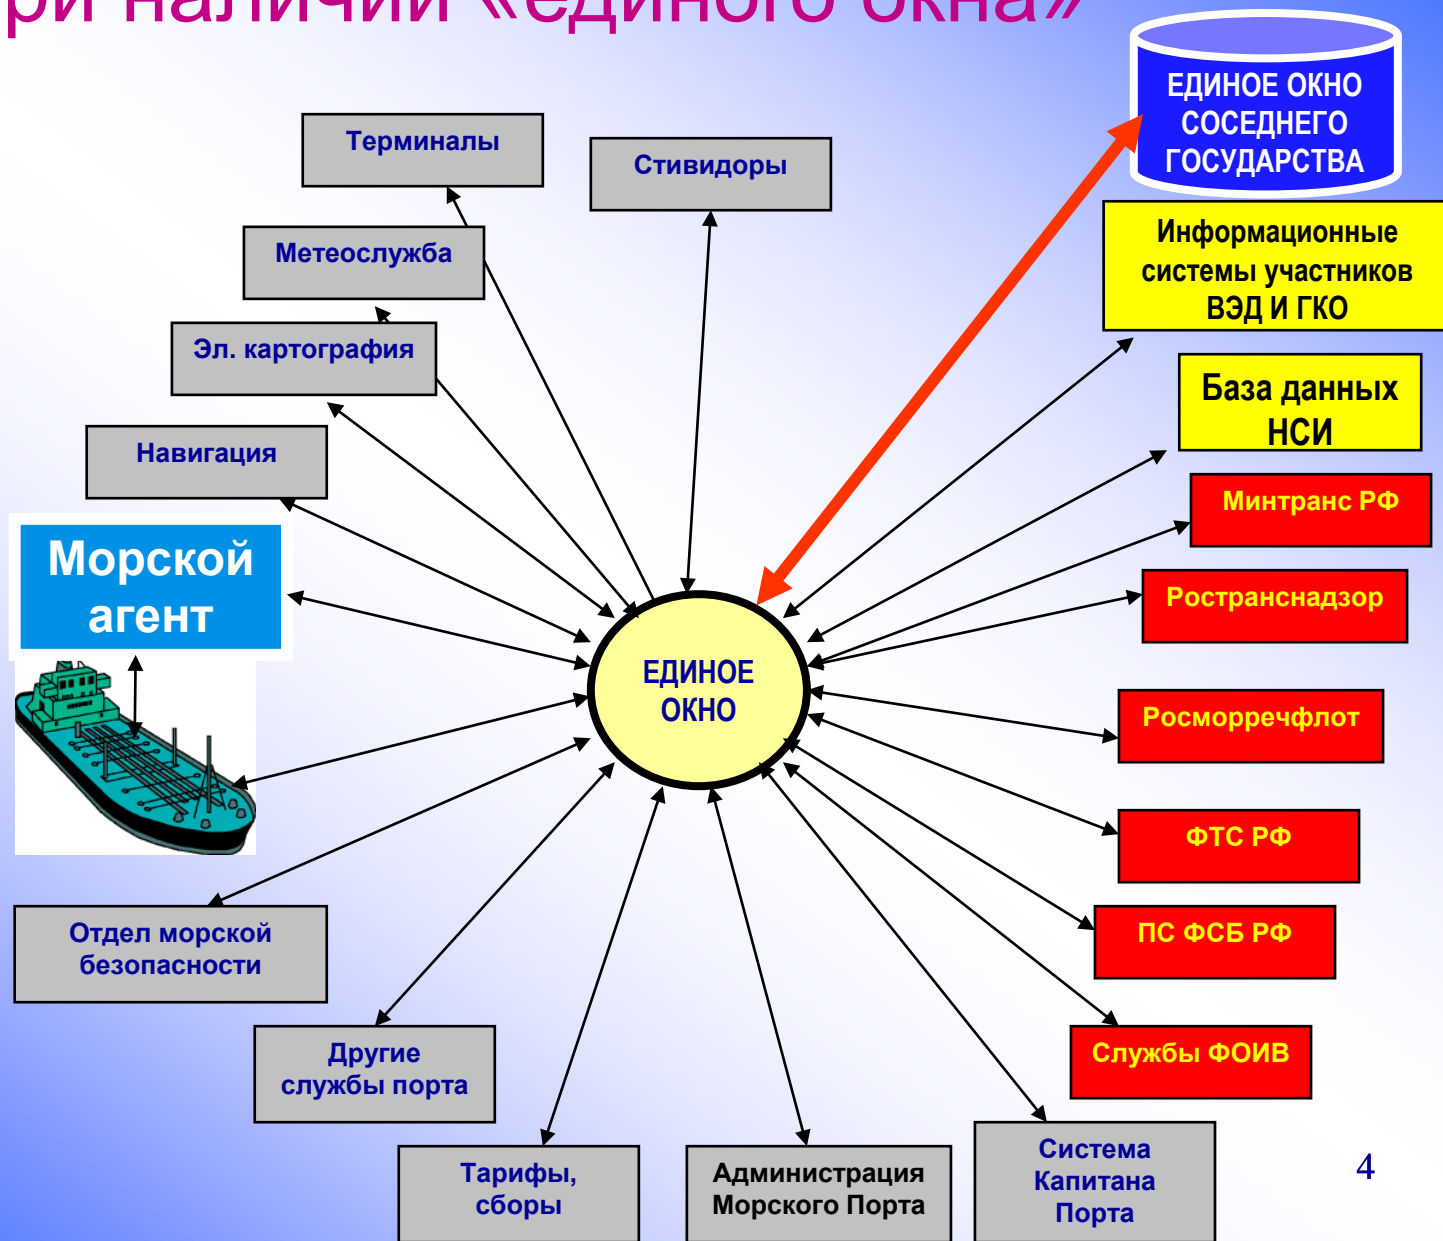 ри наличии «единого окна»
ЕДИНОЕ ОКНО
СОСЕДНЕГО
ГОСУДАРСТВА
Терминалы
Стивидоры
Метеослужба
Информационные
системы участников
ВЭД И ГКО
Эл. картография
База данных
НСИ
Навигация
Минтранс РФ
Морской
агент
Ространснадзор
ЕДИНОЕ
ОКНО
Росморречфлот
ФТС РФ
Отдел морской
безопасности
ПС ФСБ РФ
Другие
службы порта
Службы ФОИВ
Тарифы,
сборы
Администрация
Морского Порта
Система
Капитана
Порта
4